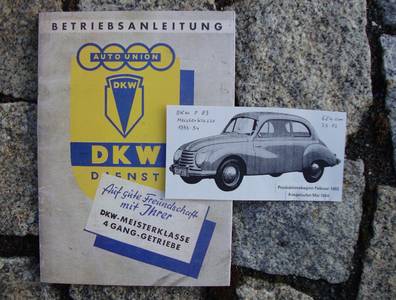 BETRIEBSANLEITUNG
AUTO UNION
DKW
DKW
DIENST
Auf gute Freundschaft
mit Ihrer
DKW-MEISTERKLASSE
4 GANG-GETRIEBE
DKW F 89
Meisterklasse
Produktionsbeginn Februar 1950